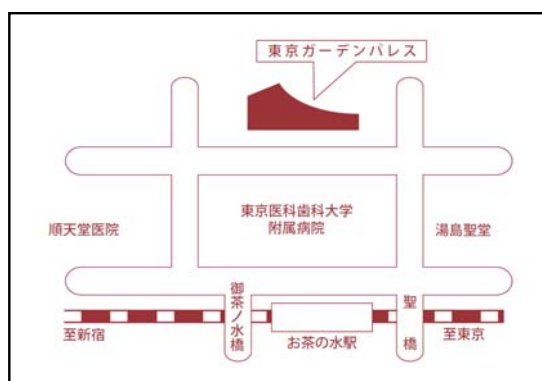 東京ガーデンパレス
東京医科歯科大学
附属病院
順天堂医院
湯島聖堂
御茶ノ水橋
聖橋
至新宿
お茶の水駅
至東京